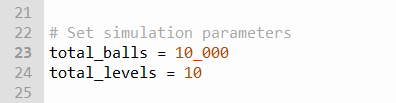 21
22 # Set simulation parameters
23 total_balls = 10_000
24 total_levels = 10
25